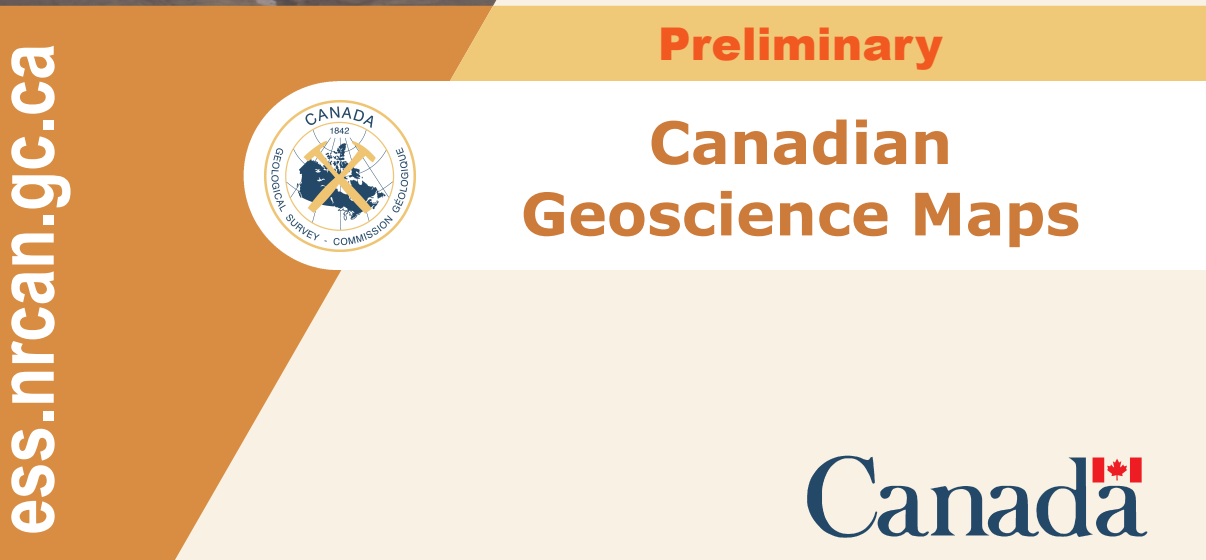 Preliminary
Canadian
Geoscience Maps
CANADA
1842
GEOLOGICAL SURVEY - COMMISSION GÉOLOGIQUE
ess.nrcan.gc.ca
Canada